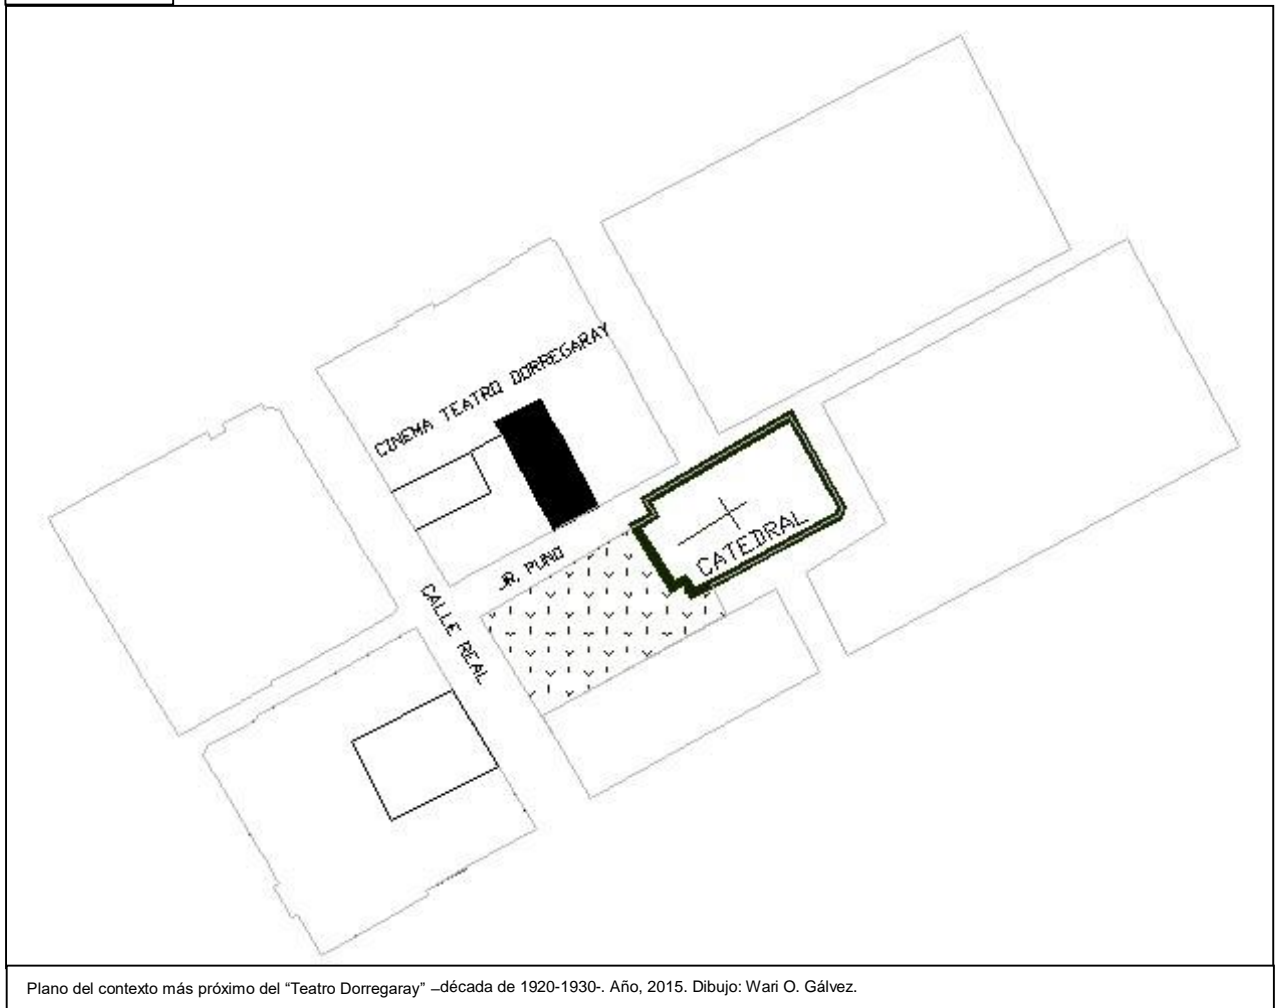 CINEMA TEATRO DORREGARAY
CATEDRAL
JR. PUNO
CALLE REAL
Plano del contexto más próximo del “Teatro Dorregaray” –década de 1920-1930-. Año, 2015. Dibujo: Wari O. Gálvez.